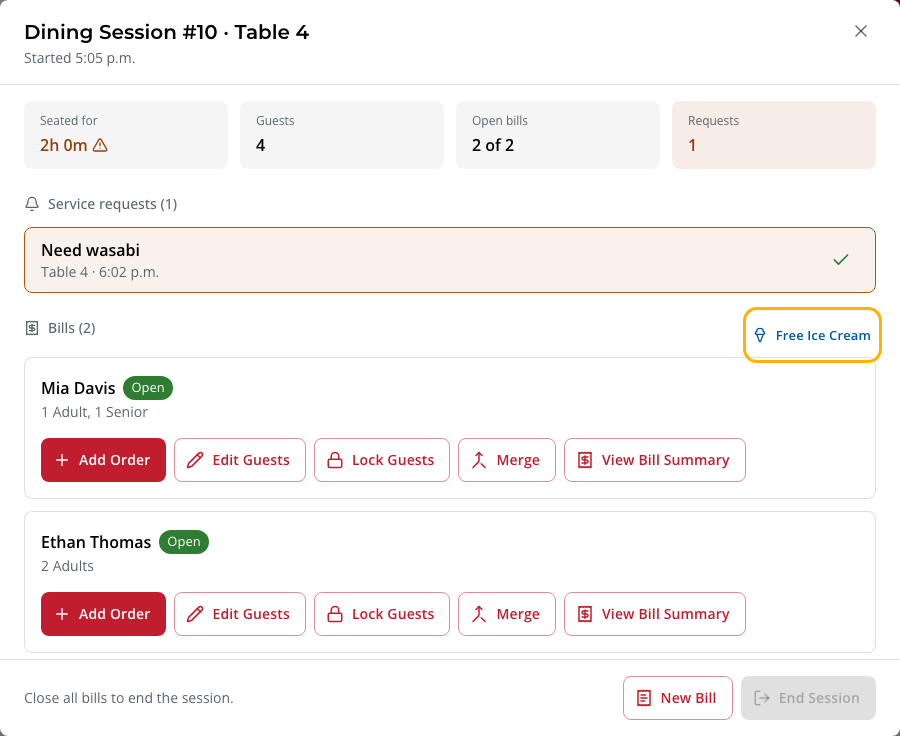 Dining Session #10 · Table 4
Started 5:05 p.m.
Seated for
2h 0m
Guests
4
Open bills
2 of 2
Requests
1
Service requests (1)
Need wasabi
Table 4 · 6:02 p.m.
Bills (2)
Free Ice Cream
Mia Davis Open
1 Adult, 1 Senior
Add Order Edit Guests Lock Guests Merge View Bill Summary
Ethan Thomas Open
2 Adults
Add Order Edit Guests Lock Guests Merge View Bill Summary
Close all bills to end the session. New Bill End Session